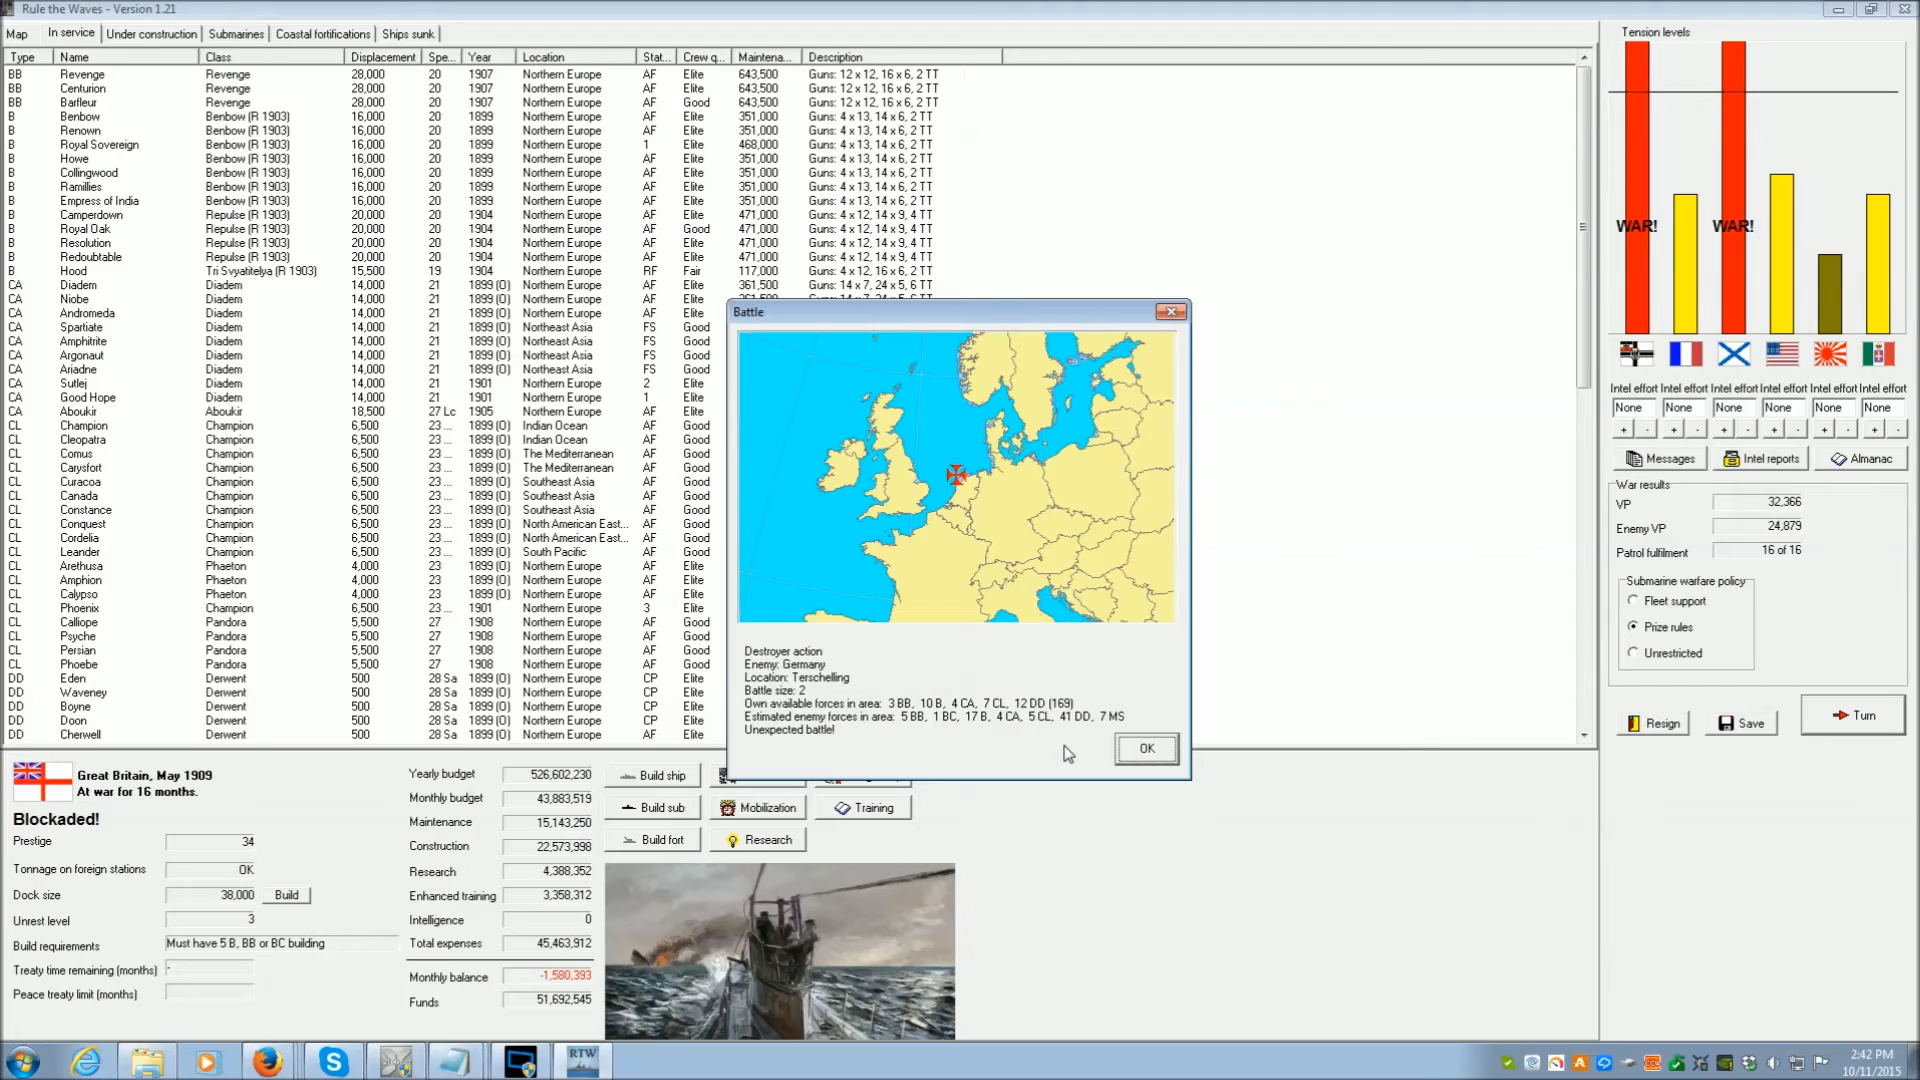 Rule the Waves - Version 1.21
Map In service Under construction Submarines Coastal fortifications Ships sunk
Type Name Class Displacement Spe... Year Location Stat... Crew q... Maintena... Description
BB Revenge Revenge 28,000 20 1907 Northern Europe AF Elite 643,500 Guns: 12 x 12, 16 x 6, 2 TT
BB Centurion Revenge 28,000 20 1907 Northern Europe AF Elite 643,500 Guns: 12 x 12, 16 x 6, 2 TT
BB Barfleur Revenge 28,000 20 1907 Northern Europe AF Good 643,500 Guns: 12 x 12, 16 x 6, 2 TT
B Benbow Benbow (R 1903) 16,000 20 1899 Northern Europe AF Elite 351,000 Guns: 4 x 13, 14 x 6, 2 TT
B Renown Benbow (R 1903) 16,000 20 1899 Northern Europe AF Elite 351,000 Guns: 4 x 13, 14 x 6, 2 TT
B Royal Sovereign Benbow (R 1903) 16,000 20 1899 Northern Europe 1 Elite 468,000 Guns: 4 x 13, 14 x 6, 2 TT
B Howe Benbow (R 1903) 16,000 20 1899 Northern Europe AF Elite 351,000 Guns: 4 x 13, 14 x 6, 2 TT
B Collingwood Benbow (R 1903) 16,000 20 1899 Northern Europe AF Elite 351,000 Guns: 4 x 13, 14 x 6, 2 TT
B Ramillies Benbow (R 1903) 16,000 20 1899 Northern Europe AF Elite 351,000 Guns: 4 x 13, 14 x 6, 2 TT
B Empress of India Benbow (R 1903) 16,000 20 1899 Northern Europe AF Elite 351,000 Guns: 4 x 13, 14 x 6, 2 TT
B Camperdown Repulse (R 1903) 20,000 20 1904 Northern Europe AF Elite 471,000 Guns: 4 x 12, 14 x 9, 4 TT
B Royal Oak Repulse (R 1903) 20,000 20 1904 Northern Europe AF Good 471,000 Guns: 4 x 12, 14 x 9, 4 TT
B Resolution Repulse (R 1903) 20,000 20 1904 Northern Europe AF Elite 471,000 Guns: 4 x 12, 14 x 9, 4 TT
B Redoubtable Repulse (R 1903) 20,000 20 1904 Northern Europe AF Elite 471,000 Guns: 4 x 12, 14 x 9, 4 TT
B Hood Tri Svyatitelya (R 1903) 15,500 19 1904 Northern Europe RF Fair 117,000 Guns: 4 x 12, 16 x 6, 2 TT
CA Diadem Diadem 14,000 21 1899 (O) Northern Europe AF Elite 361,500 Guns: 14 x 7, 24 x 5, 6 TT
CA Niobe Diadem 14,000 21 1899 (O) Northern Europe AF Elite 361,500 Guns: 14 x 7, 24 x 5, 6 TT
CA Andromeda Diadem 14,000 21 1899 (O) Northern Europe AF Elite
CA Spartiate Diadem 14,000 21 1899 (O) Northeast Asia FS Good
CA Amphitrite Diadem 14,000 21 1899 (O) Northeast Asia FS Good
CA Argonaut Diadem 14,000 21 1899 (O) Northeast Asia FS Good
CA Ariadne Diadem 14,000 21 1899 (O) Northeast Asia FS Good
CA Sutlej Diadem 14,000 21 1901 Northern Europe 2 Elite
CA Good Hope Diadem 14,000 21 1901 Northern Europe 1 Elite
CA Aboukir Aboukir 18,500 27 Lc 1905 Northern Europe AF Elite
CL Champion Champion 6,500 23 ... 1899 (O) Indian Ocean AF Good
CL Cleopatra Champion 6,500 23 ... 1899 (O) Indian Ocean AF Good
CL Comus Champion 6,500 23 ... 1899 (O) The Mediterranean AF Good
CL Carysfort Champion 6,500 23 ... 1899 (O) The Mediterranean AF Good
CL Curacoa Champion 6,500 23 ... 1899 (O) Southeast Asia AF Good
CL Canada Champion 6,500 23 ... 1899 (O) Southeast Asia AF Good
CL Constance Champion 6,500 23 ... 1899 (O) Southeast Asia AF Good
CL Conquest Champion 6,500 23 ... 1899 (O) North American East... AF Good
CL Cordelia Champion 6,500 23 ... 1899 (O) North American East... AF Good
CL Leander Champion 6,500 23 ... 1899 (O) South Pacific AF Good
CL Arethusa Phaeton 4,000 23 1899 (O) Northern Europe AF Elite
CL Amphion Phaeton 4,000 23 1899 (O) Northern Europe AF Elite
CL Calypso Phaeton 4,000 23 1899 (O) Northern Europe AF Elite
CL Phoenix Champion 6,500 23 ... 1901 Northern Europe 3 Elite
CL Calliope Pandora 5,500 27 1908 Northern Europe AF Good
CL Psyche Pandora 5,500 27 1908 Northern Europe AF Good
CL Persian Pandora 5,500 27 1908 Northern Europe AF Good
CL Phoebe Pandora 5,500 27 1908 Northern Europe AF Good
DD Eden Derwent 500 28 Sa 1899 (O) Northern Europe CP Elite
DD Waveney Derwent 500 28 Sa 1899 (O) Northern Europe CP Elite
DD Boyne Derwent 500 28 Sa 1899 (O) Northern Europe CP Elite
DD Doon Derwent 500 28 Sa 1899 (O) Northern Europe CP Elite
DD Cherwell Derwent 500 28 Sa 1899 (O) Northern Europe AF Elite
Battle
Destroyer action
Enemy: Germany
Location: Terschelling
Battle size: 2
Own available forces in area: 3 BB, 10 B, 4 CA, 7 CL, 12 DD (169)
Estimated enemy forces in area: 5 BB, 1 BC, 17 B, 4 CA, 5 CL, 41 DD, 7 MS
Unexpected battle!
OK
Tension levels
WAR! WAR!
Intel effort Intel effort Intel effort Intel effort Intel effort Intel effort
None None None None None None
+ - + - + - + - + - + -
Messages Intel reports Almanac
War results
VP 32,366
Enemy VP 24,879
Patrol fulfilment 16 of 16
Submarine warfare policy
Fleet support
Prize rules
Unrestricted
Resign Save Turn
Great Britain, May 1909
At war for 16 months.
Blockaded!
Prestige 34
Tonnage on foreign stations OK
Dock size 38,000 Build
Unrest level 3
Build requirements Must have 5 B, BB or BC building
Treaty time remaining (months) -
Peace treaty limit (months)
Yearly budget 526,602,230
Monthly budget 43,883,519
Maintenance 15,143,250
Construction 22,573,998
Research 4,388,352
Enhanced training 3,358,312
Intelligence 0
Total expenses 45,463,912
Monthly balance -1,580,393
Funds 51,692,545
Build ship
Build sub Mobilization Training
Build fort Research
RTW
2:42 PM
10/11/2015